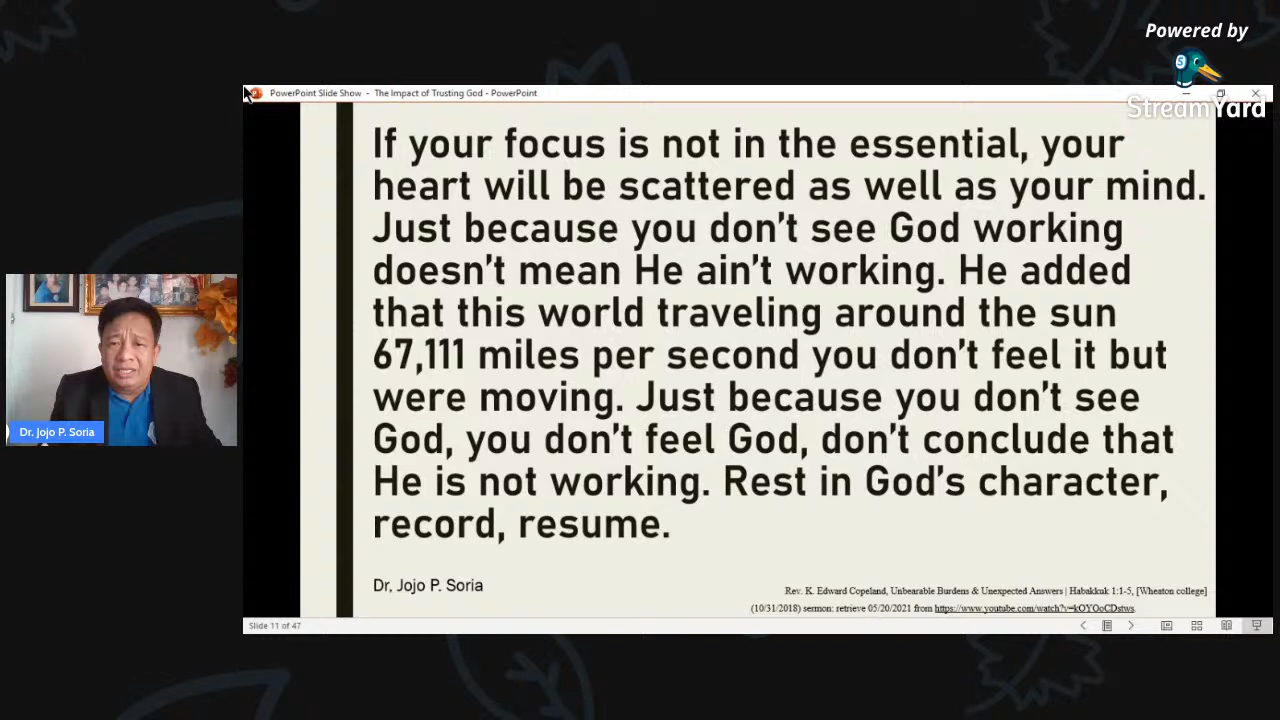 Powered by
StreamYard
PowerPoint Slide Show - The Impact of Trusting God - PowerPoint
If your focus is not in the essential, your
heart will be scattered as well as your mind.
Just because you don't see God working
doesn't mean He ain't working. He added
that this world traveling around the sun
67,111 miles per second you don't feel it but
were moving. Just because you don't see
God, you don't feel God, don't conclude that
He is not working. Rest in God's character,
record, resume.
Dr. Jojo P. Soria
Dr, Jojo P. Soria
Rev. K. Edward Copeland, Unbearable Burdens & Unexpected Answers | Habakkuk 1:1-5, [Wheaton college]
(10/31/2018) sermon: retrieve 05/20/2021 from https://www.youtube.com/watch?v=kOYOoCDstws.
Slide 11 of 47